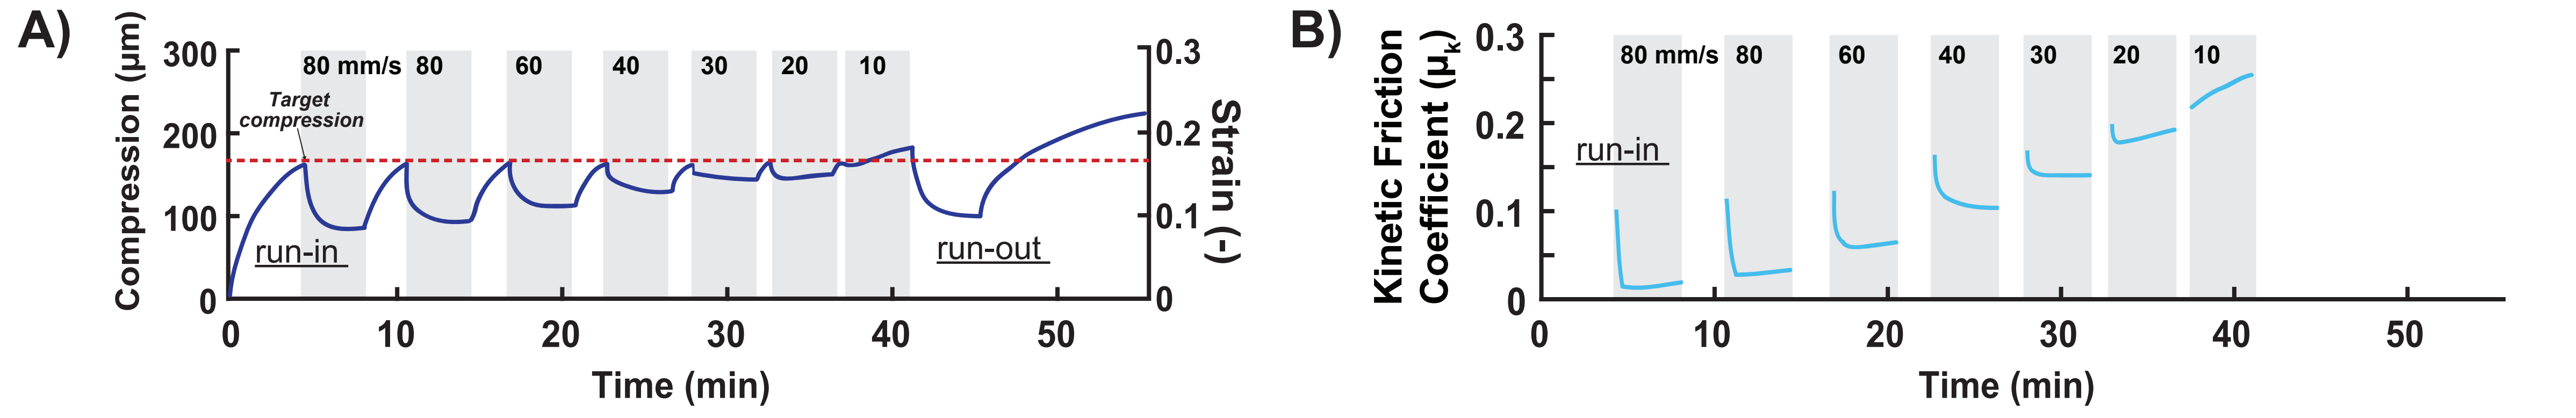 A)
Compression (µm)
300
200
100
0
80 mm/s 80 60 40 30 20 10
Target
compression
run-in
run-out
0.3
0.2
0.1
0
Strain (-)
0 10 20 30 40 50
Time (min)
B)
Kinetic Friction
Coefficient (µk)
0.3
0.2
0.1
0
80 mm/s 80 60 40 30 20 10
run-in
0 10 20 30 40 50
Time (min)